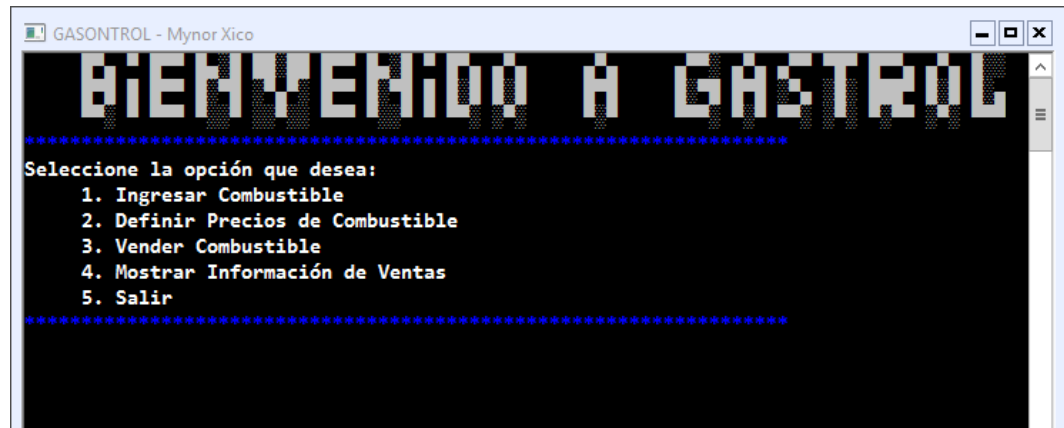 GASONTROL - Mynor Xico
BiENVENiDO A GASTROL
********************************************************************
Seleccione la opción que desea:
1. Ingresar Combustible
2. Definir Precios de Combustible
3. Vender Combustible
4. Mostrar Información de Ventas
5. Salir
********************************************************************